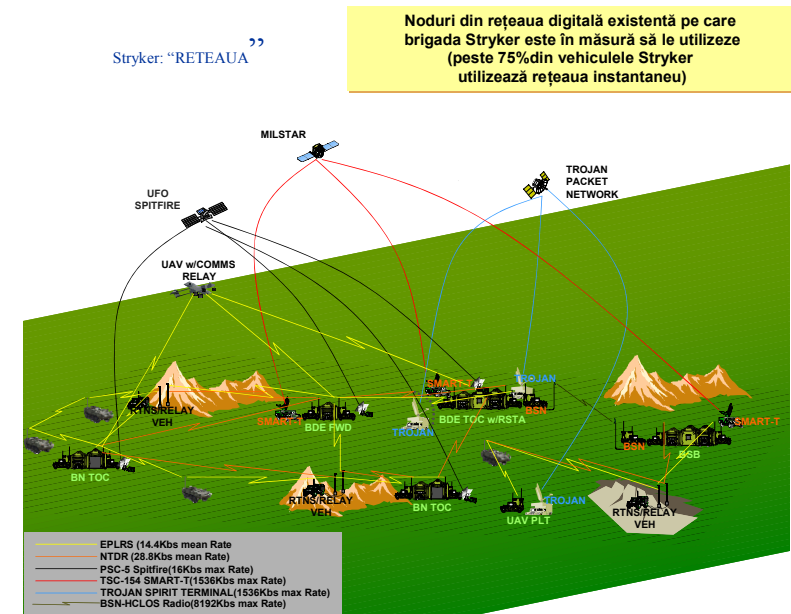 Noduri din rețeaua digitală existentă pe care
brigada Stryker este în măsură să le utilizeze
(peste 75%din vehiculele Stryker
utilizează rețeaua instantaneu)
Stryker: “RETEAUA”
MILSTAR
TROJAN
PACKET
NETWORK
UFO
SPITFIRE
UAV w/COMMS
RELAY
SMART-T
TROJAN
RTNS/RELAY
VEH
SMART-T
BDE FWD
TROJAN
BDE TOC w/RSTA
BSN
SMART-T
BSN
BSB
BN TOC
RTNS/RELAY
VEH
BN TOC
UAV PLT
TROJAN
RTNS/RELAY
VEH
EPLRS (14.4Kbs mean Rate
NTDR (28.8Kbs mean Rate)
PSC-5 Spitfire(16Kbs max Rate)
TSC-154 SMART-T(1536Kbs max Rate)
TROJAN SPIRIT TERMINAL(1536Kbs max Rate)
BSN-HCLOS Radio(8192Kbs max Rate)